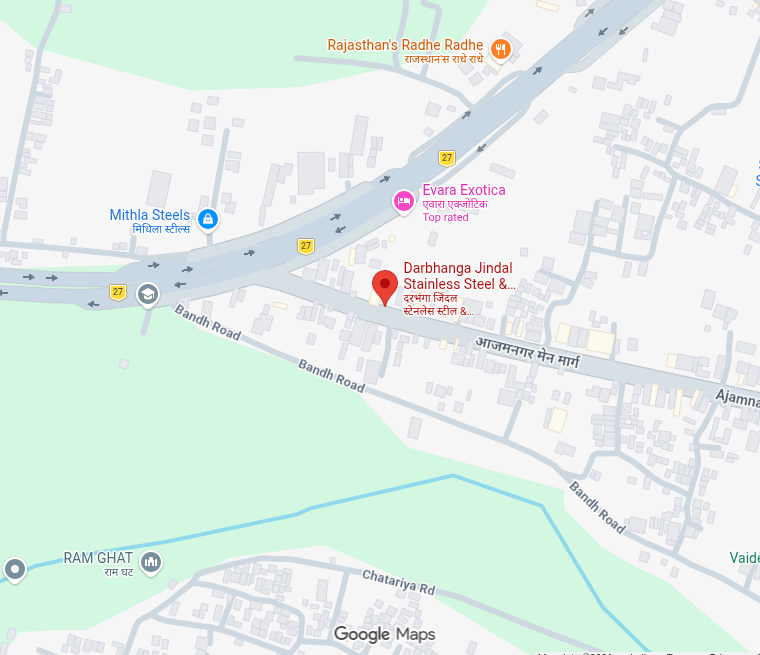 Rajasthan's Radhe Radhe
राजस्थान'स राधे राधे
27
Evara Exotica
एवारा एक्जोटिक
Top rated
Mithla Steels
मिथिला स्टील्स
27
Darbhanga Jindal
Stainless Steel &...
दरभंगा जिंदल
स्टेनलेस स्टील &...
27
Bandh Road
आजमनगर मेन मार्ग
Bandh Road
Ajamna
Bandh Road
RAM GHAT
राम घट
Vaide
Chatariya Rd
Google Maps